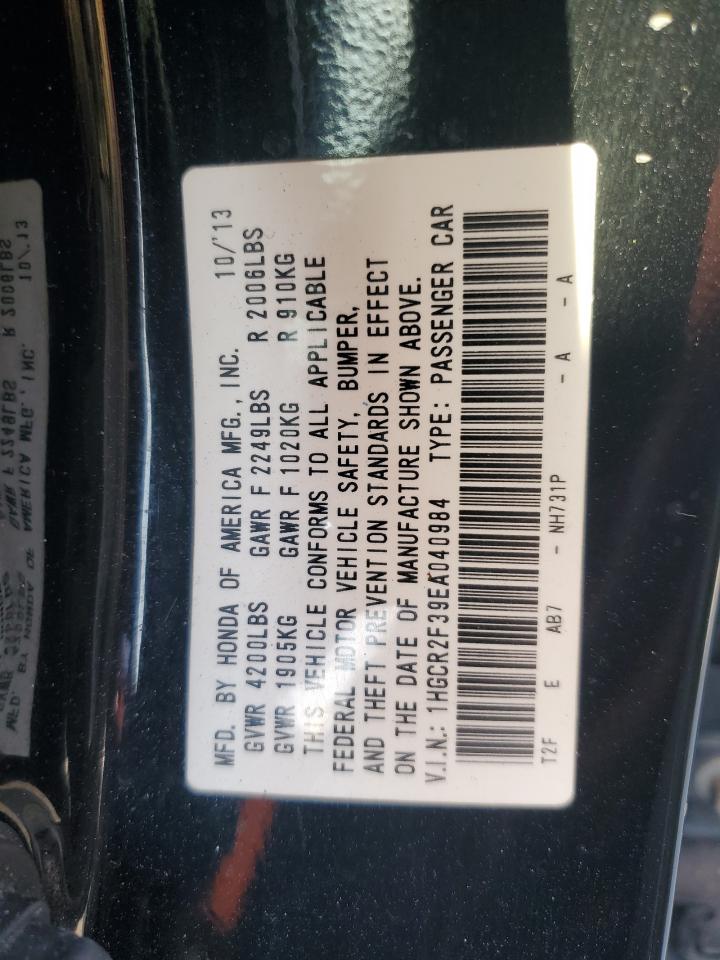 MFD. BY HONDA OF AMERICA MFG., INC. 10/'13
GVWR 4200LBS GAWR F 2249LBS R 2006LBS
GVWR 1905KG GAWR F 1020KG R 910KG
THIS VEHICLE CONFORMS TO ALL APPLICABLE
FEDERAL MOTOR VEHICLE SAFETY, BUMPER,
AND THEFT PREVENTION STANDARDS IN EFFECT
ON THE DATE OF MANUFACTURE SHOWN ABOVE.
V.I.N.: 1HGCR2F39EA040984 TYPE: PASSENGER CAR
T2F E AB7 - NH731P - A - A